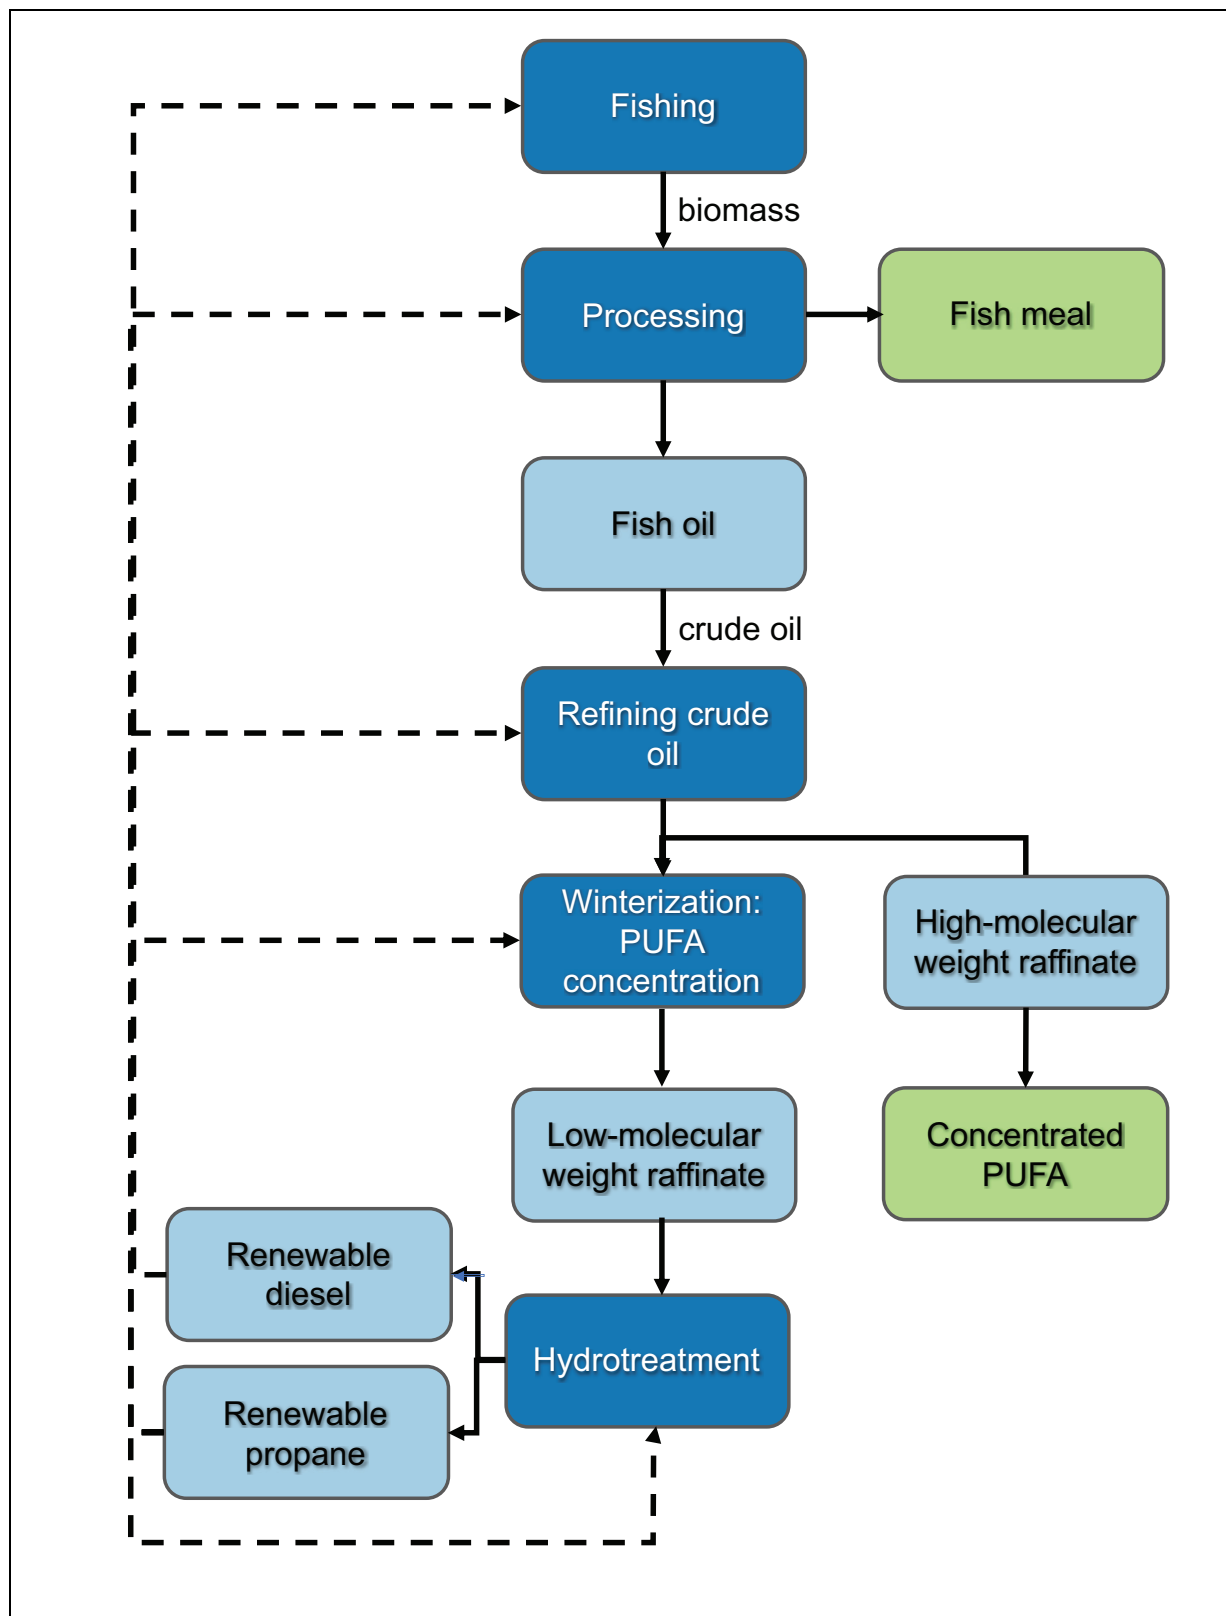 Fishing
biomass
Processing
Fish meal
Fish oil
crude oil
Refining crude
oil
Winterization:
PUFA
concentration
High-molecular
weight raffinate
Low-molecular
weight raffinate
Concentrated
PUFA
Renewable
diesel
Hydrotreatment
Renewable
propane